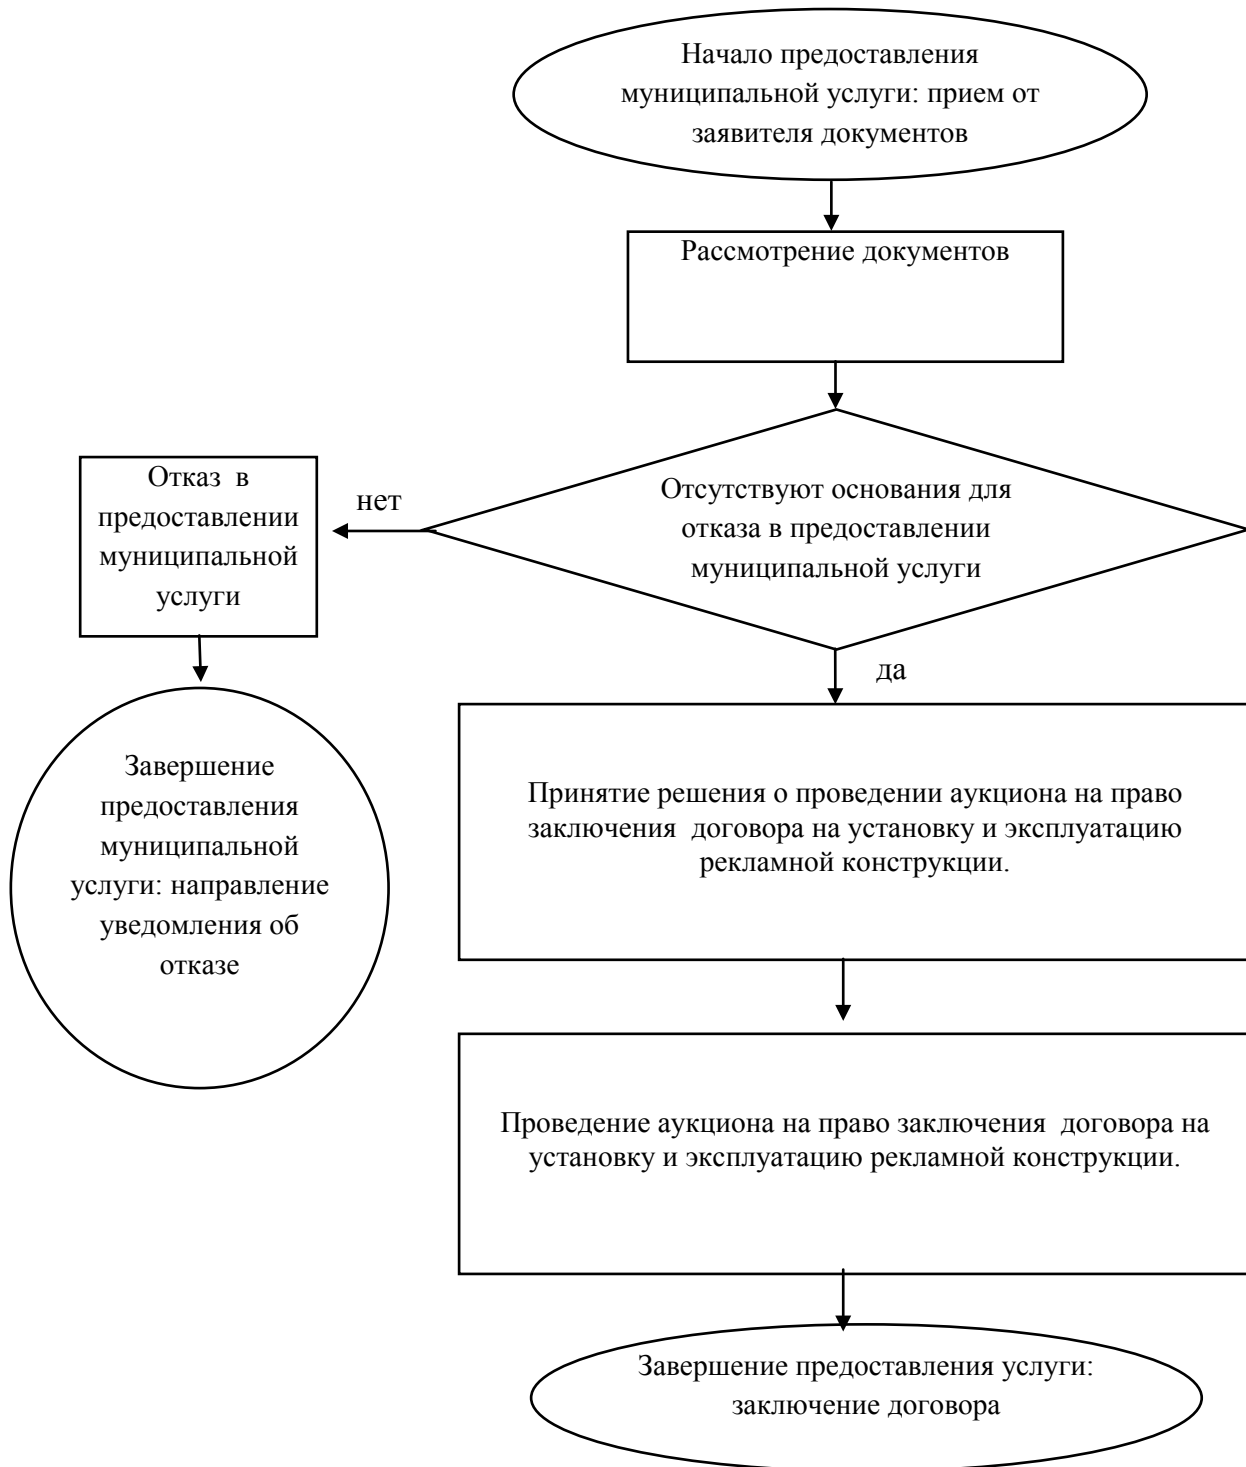 Начало предоставления
муниципальной услуги: прием от
заявителя документов
Рассмотрение документов
Отсутствуют основания для
отказа в предоставлении
муниципальной услуги
нет
Отказ  в
предоставлении
муниципальной
услуги
Завершение
предоставления
муниципальной
услуги: направление
уведомления об
отказе
да
Принятие решения о проведении аукциона на право
заключения  договора на установку и эксплуатацию
рекламной конструкции.
Проведение аукциона на право заключения  договора на
установку и эксплуатацию рекламной конструкции.
Завершение предоставления услуги:
заключение договора